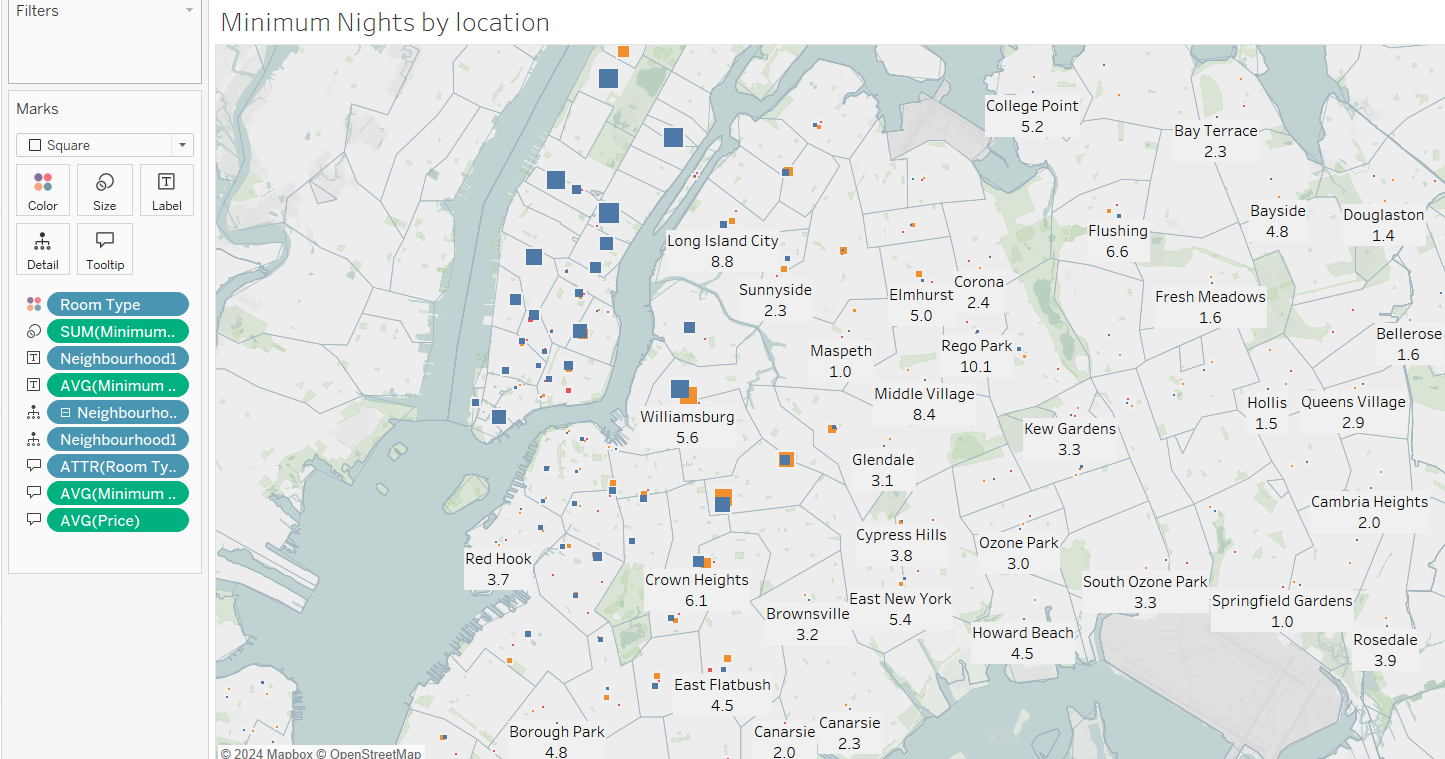 Filters
Marks
Square
Color
Size
Label
Detail
Tooltip
Room Type
SUM(Minimum..
Neighbourhood1
AVG(Minimum ..
Neighbourho..
Neighbourhood1
ATTR(Room Ty..
AVG(Minimum ..
AVG(Price)
Minimum Nights by location
College Point
5.2
Bay Terrace
2.3
Bayside
4.8
Douglaston
1.4
Flushing
6.6
Long Island City
8.8
Sunnyside
2.3
Elmhurst
5.0
Corona
2.4
Fresh Meadows
1.6
Bellerose
1.6
Maspeth
1.0
Rego Park
10.1
Middle Village
8.4
Hollis
1.5
Queens Village
2.9
Williamsburg
5.6
Kew Gardens
3.3
Glendale
3.1
Cambria Heights
2.0
Cypress Hills
3.8
Ozone Park
3.0
Red Hook
3.7
Crown Heights
6.1
South Ozone Park
3.3
East New York
5.4
Springfield Gardens
1.0
Brownsville
3.2
Howard Beach
4.5
Rosedale
3.9
East Flatbush
4.5
Borough Park
4.8
Canarsie
2.0
Canarsie
2.3
© 2024 Mapbox © OpenStreetMap